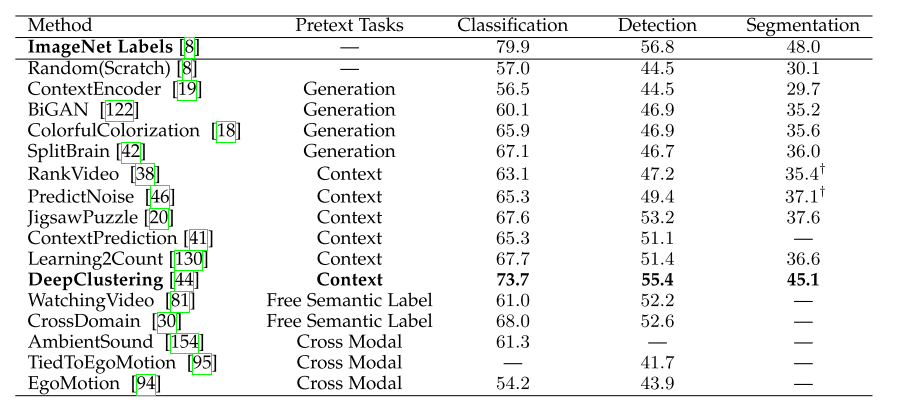 Method Pretext Tasks Classification Detection Segmentation
ImageNet Labels [8] — 79.9 56.8 48.0
Random(Scratch) [8] — 57.0 44.5 30.1
ContextEncoder [19] Generation 56.5 44.5 29.7
BiGAN [122] Generation 60.1 46.9 35.2
ColorfulColorization [18] Generation 65.9 46.9 35.6
SplitBrain [42] Generation 67.1 46.7 36.0
RankVideo [38] Context 63.1 47.2 35.4†
PredictNoise [46] Context 65.3 49.4 37.1†
JigsawPuzzle [20] Context 67.6 53.2 37.6
ContextPrediction [41] Context 65.3 51.1 —
Learning2Count [130] Context 67.7 51.4 36.6
DeepClustering [44] Context 73.7 55.4 45.1
WatchingVideo [81] Free Semantic Label 61.0 52.2 —
CrossDomain [30] Free Semantic Label 68.0 52.6 —
AmbientSound [154] Cross Modal 61.3 — —
TiedToEgoMotion [95] Cross Modal — 41.7 —
EgoMotion [94] Cross Modal 54.2 43.9 —